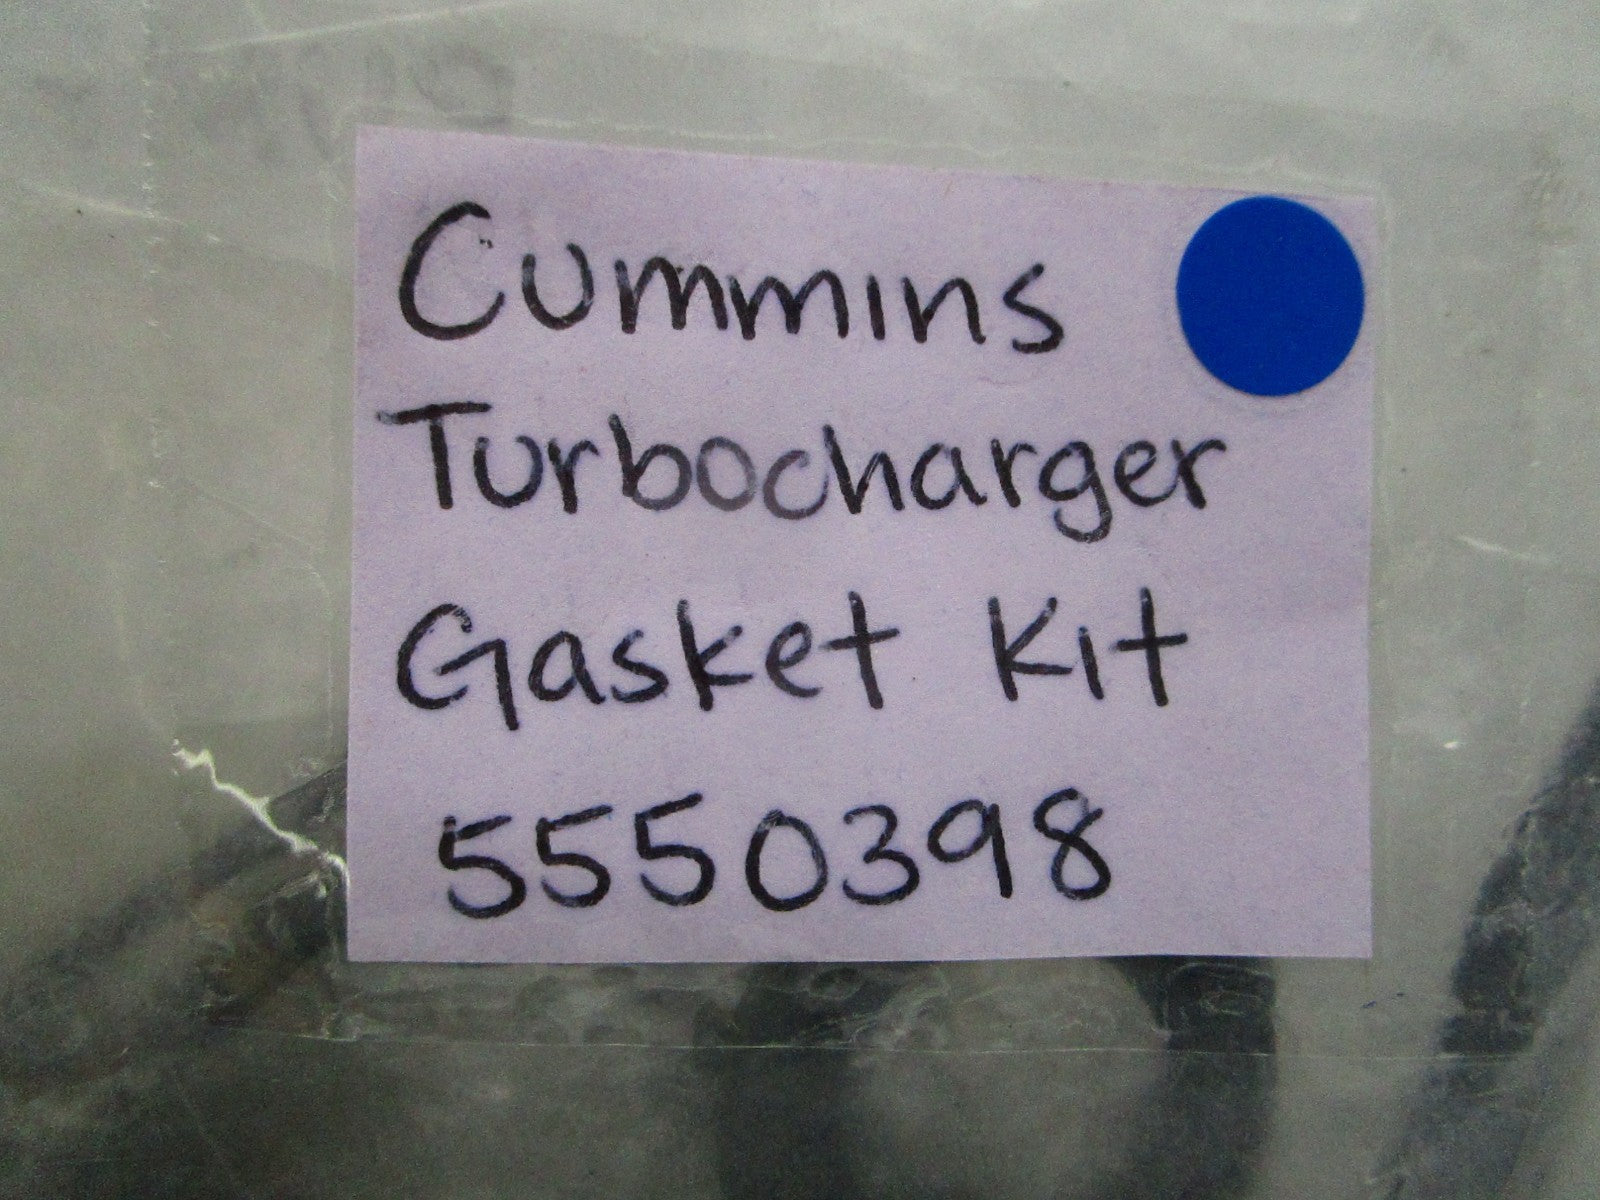 Cummins
Turbocharger
Gasket Kit
5550398